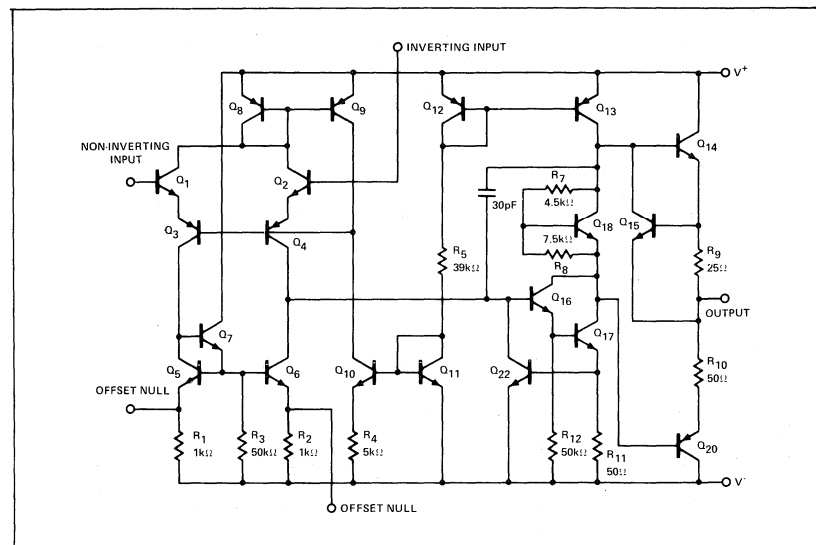 INVERTING INPUT
V+
Q8
Q9
Q12
Q13
Q14
NON-INVERTING
INPUT
Q1
Q2
R7
4.5kΩ
30pF
Q3
Q4
Q18
Q15
7.5kΩ
R8
R5
39kΩ
R9
25Ω
Q16
OUTPUT
Q7
Q17
Q5
Q6
Q10
Q11
Q22
R10
50Ω
OFFSET NULL
R1
1kΩ
R3
50kΩ
R2
1kΩ
R4
5kΩ
R12
50kΩ
R11
50Ω
Q20
V-
OFFSET NULL